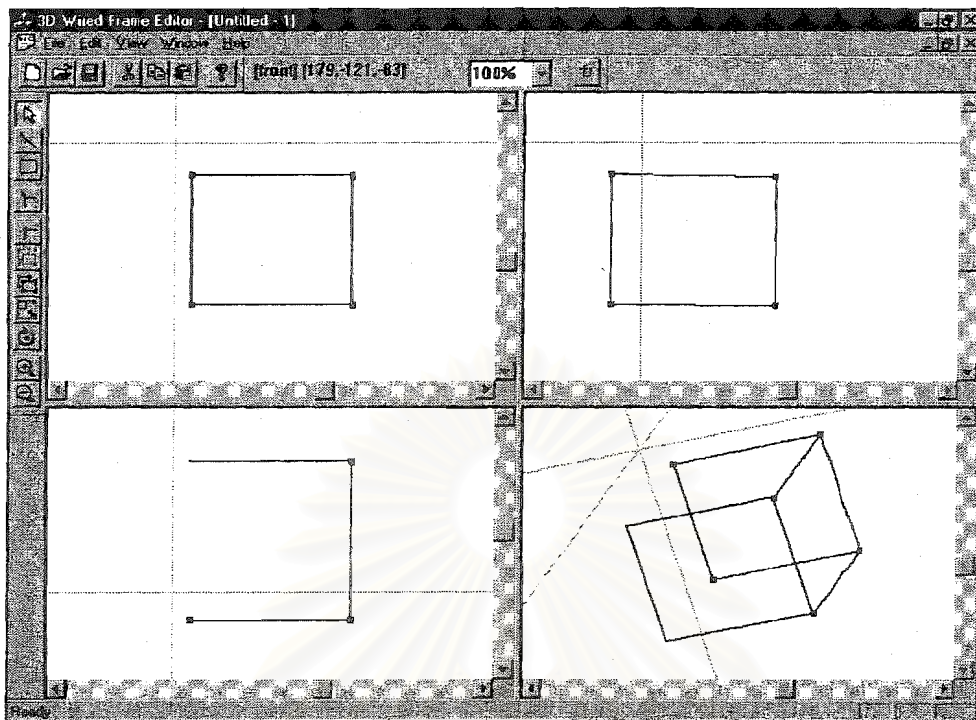 3D Wired Frame Editor - [Untitled - 1]
File Edit View Window Help
[front] [179,-121,-83] 100%
Ready